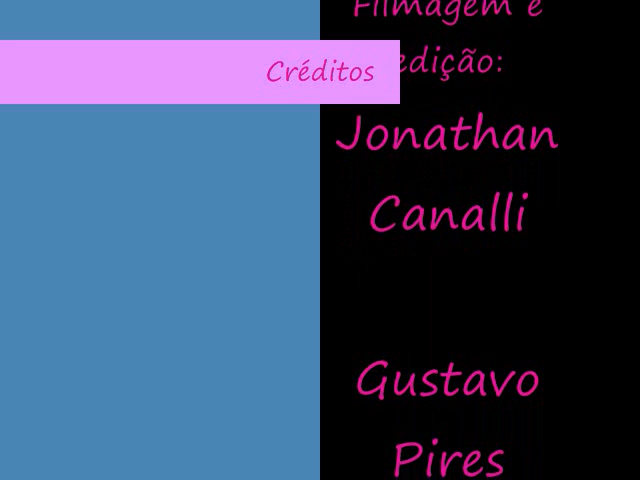 Filmagem e
Créditos
edição:
Jonathan
Canalli
Gustavo
Pires